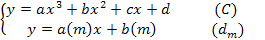 y = ax³ + bx² + cx + d (C)
y = a(m)x + b(m) (dₘ)